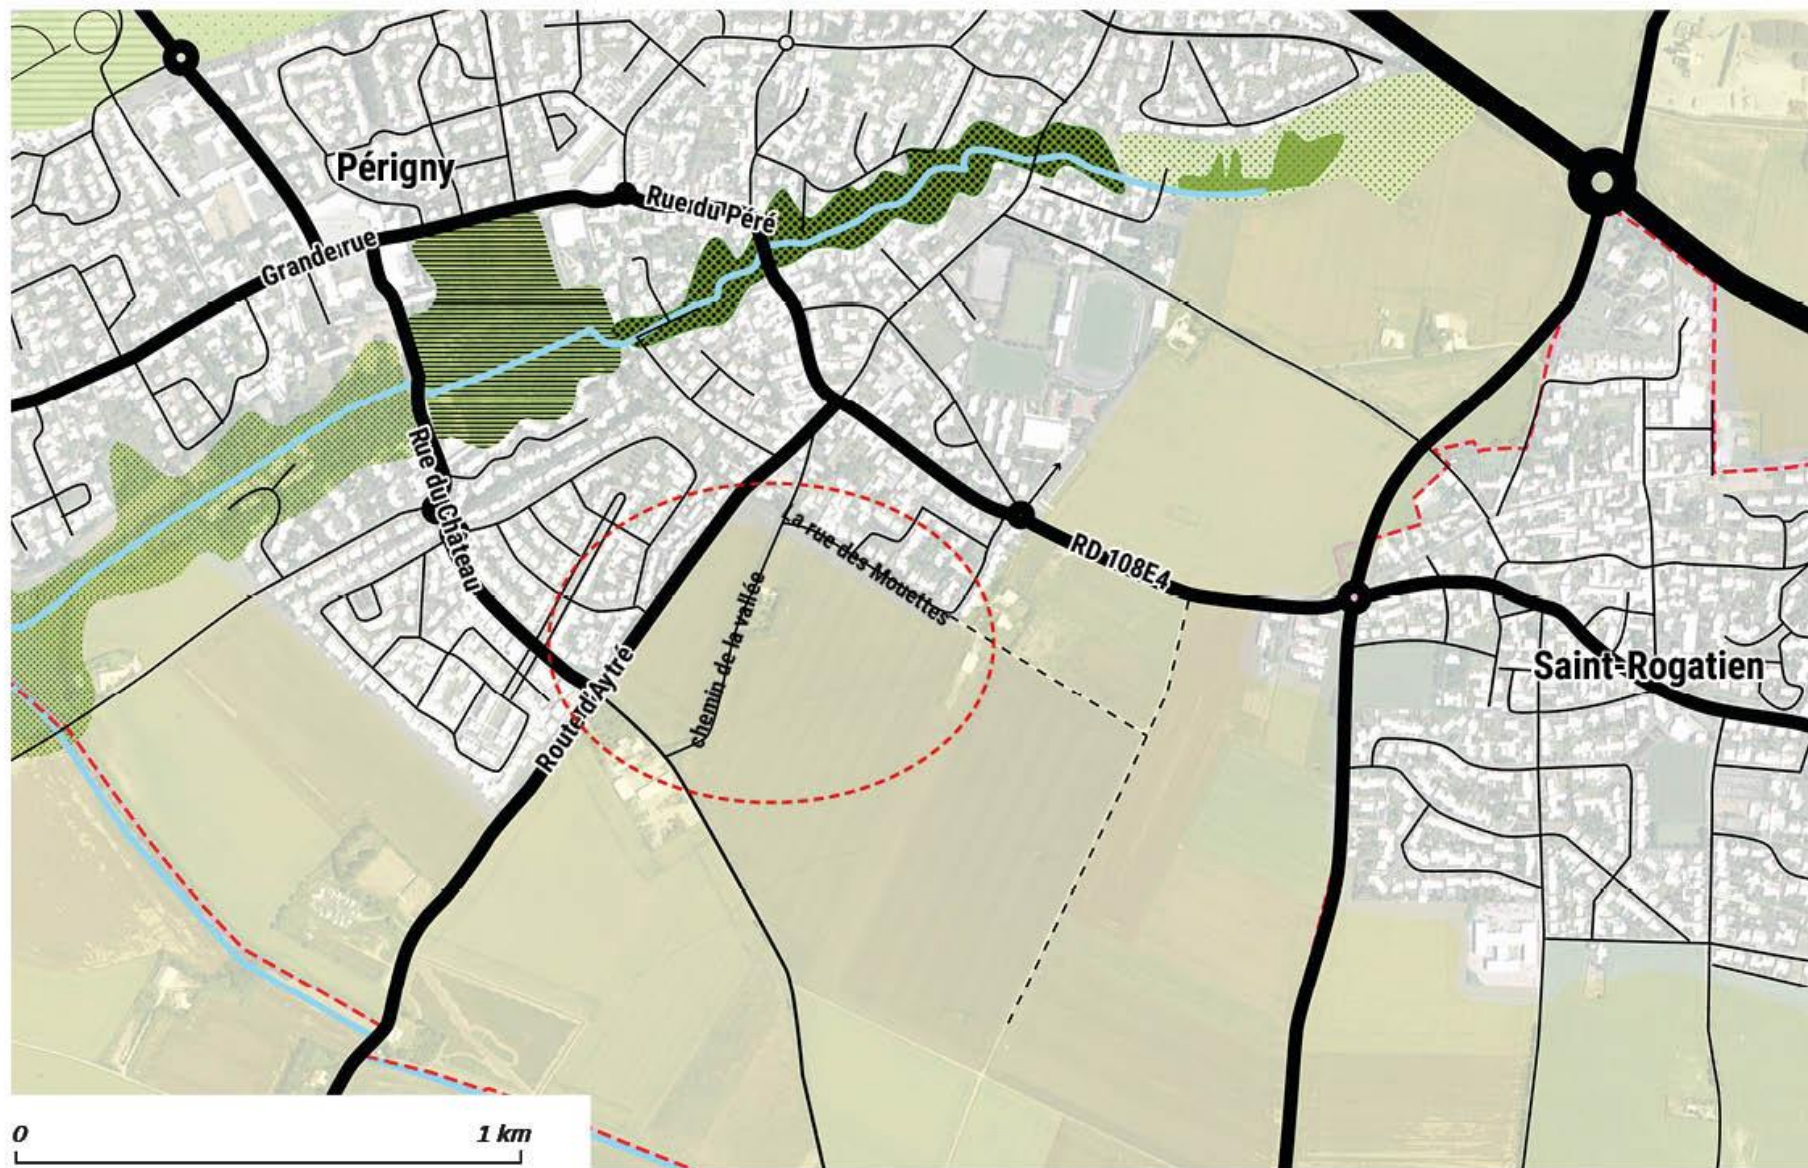 Périgny
Rue du Péré
Grande rue
Rue du Château
La rue des Mouettes
RD 108E4
chemin de la vallée
Route d'Aytré
Saint-Rogatien
0 1 km